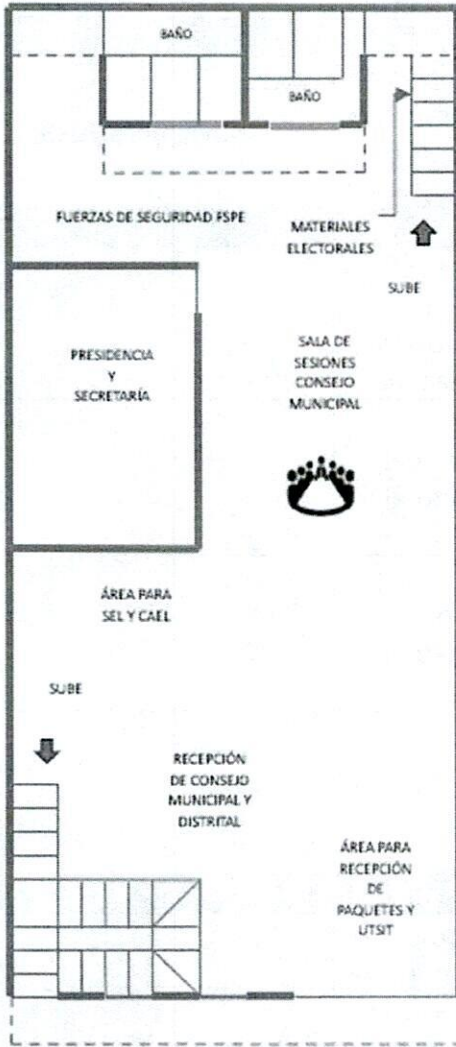 BAÑO
BAÑO
FUERZAS DE SEGURIDAD FSPE
MATERIALES
ELECTORALES
SUBE
PRESIDENCIA
Y
SECRETARÍA
SALA DE
SESIONES
CONSEJO
MUNICIPAL
ÁREA PARA
SEL Y CAEL
SUBE
RECEPCIÓN
DE CONSEJO
MUNICIPAL Y
DISTRITAL
ÁREA PARA
RECEPCIÓN
DE
PAQUETES Y
UTSIT